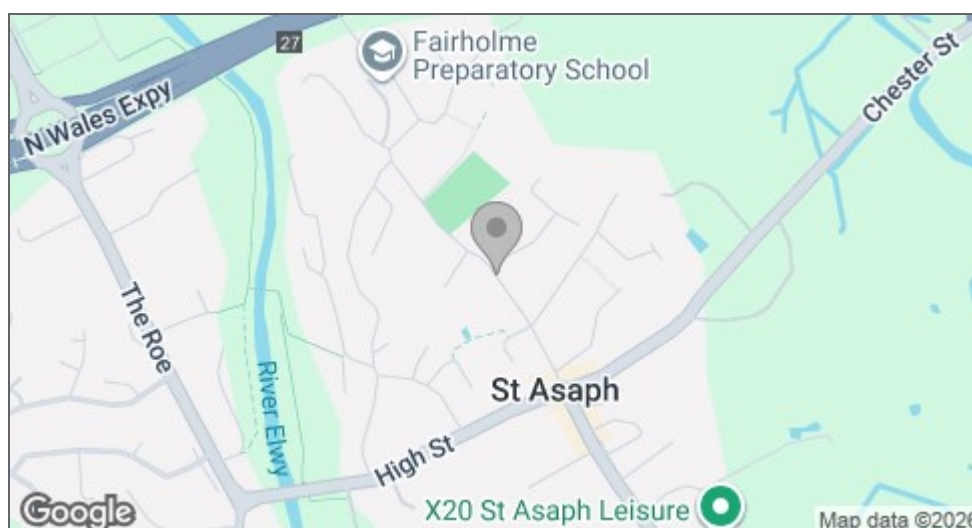 27
Fairholme
Preparatory School
Chester St
N Wales Expy
The Roe
River Elwy
St Asaph
High St
X20 St Asaph Leisure
Google
Map data